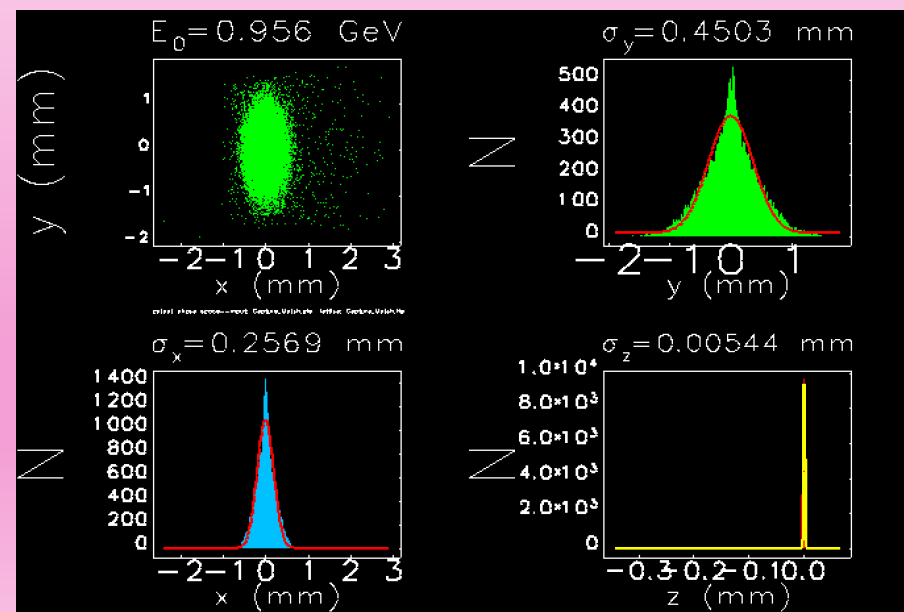 E₀=0.956 GeV
y (mm)
1
0
−1
−2
−2 −1 0 1 2 3
x (mm)
σ_y=0.4503 mm
N
500
400
300
200
100
0
−2 −1 0 1
y (mm)
σ_x=0.2569 mm
N
1400
1200
1000
800
600
400
200
0
−2 −1 0 1 2 3
x (mm)
σ_z=0.00544 mm
N
1.0×10⁴
8.0×10³
6.0×10³
4.0×10³
2.0×10³
0
−0.3 −0.2 −0.1 0.0
z (mm)